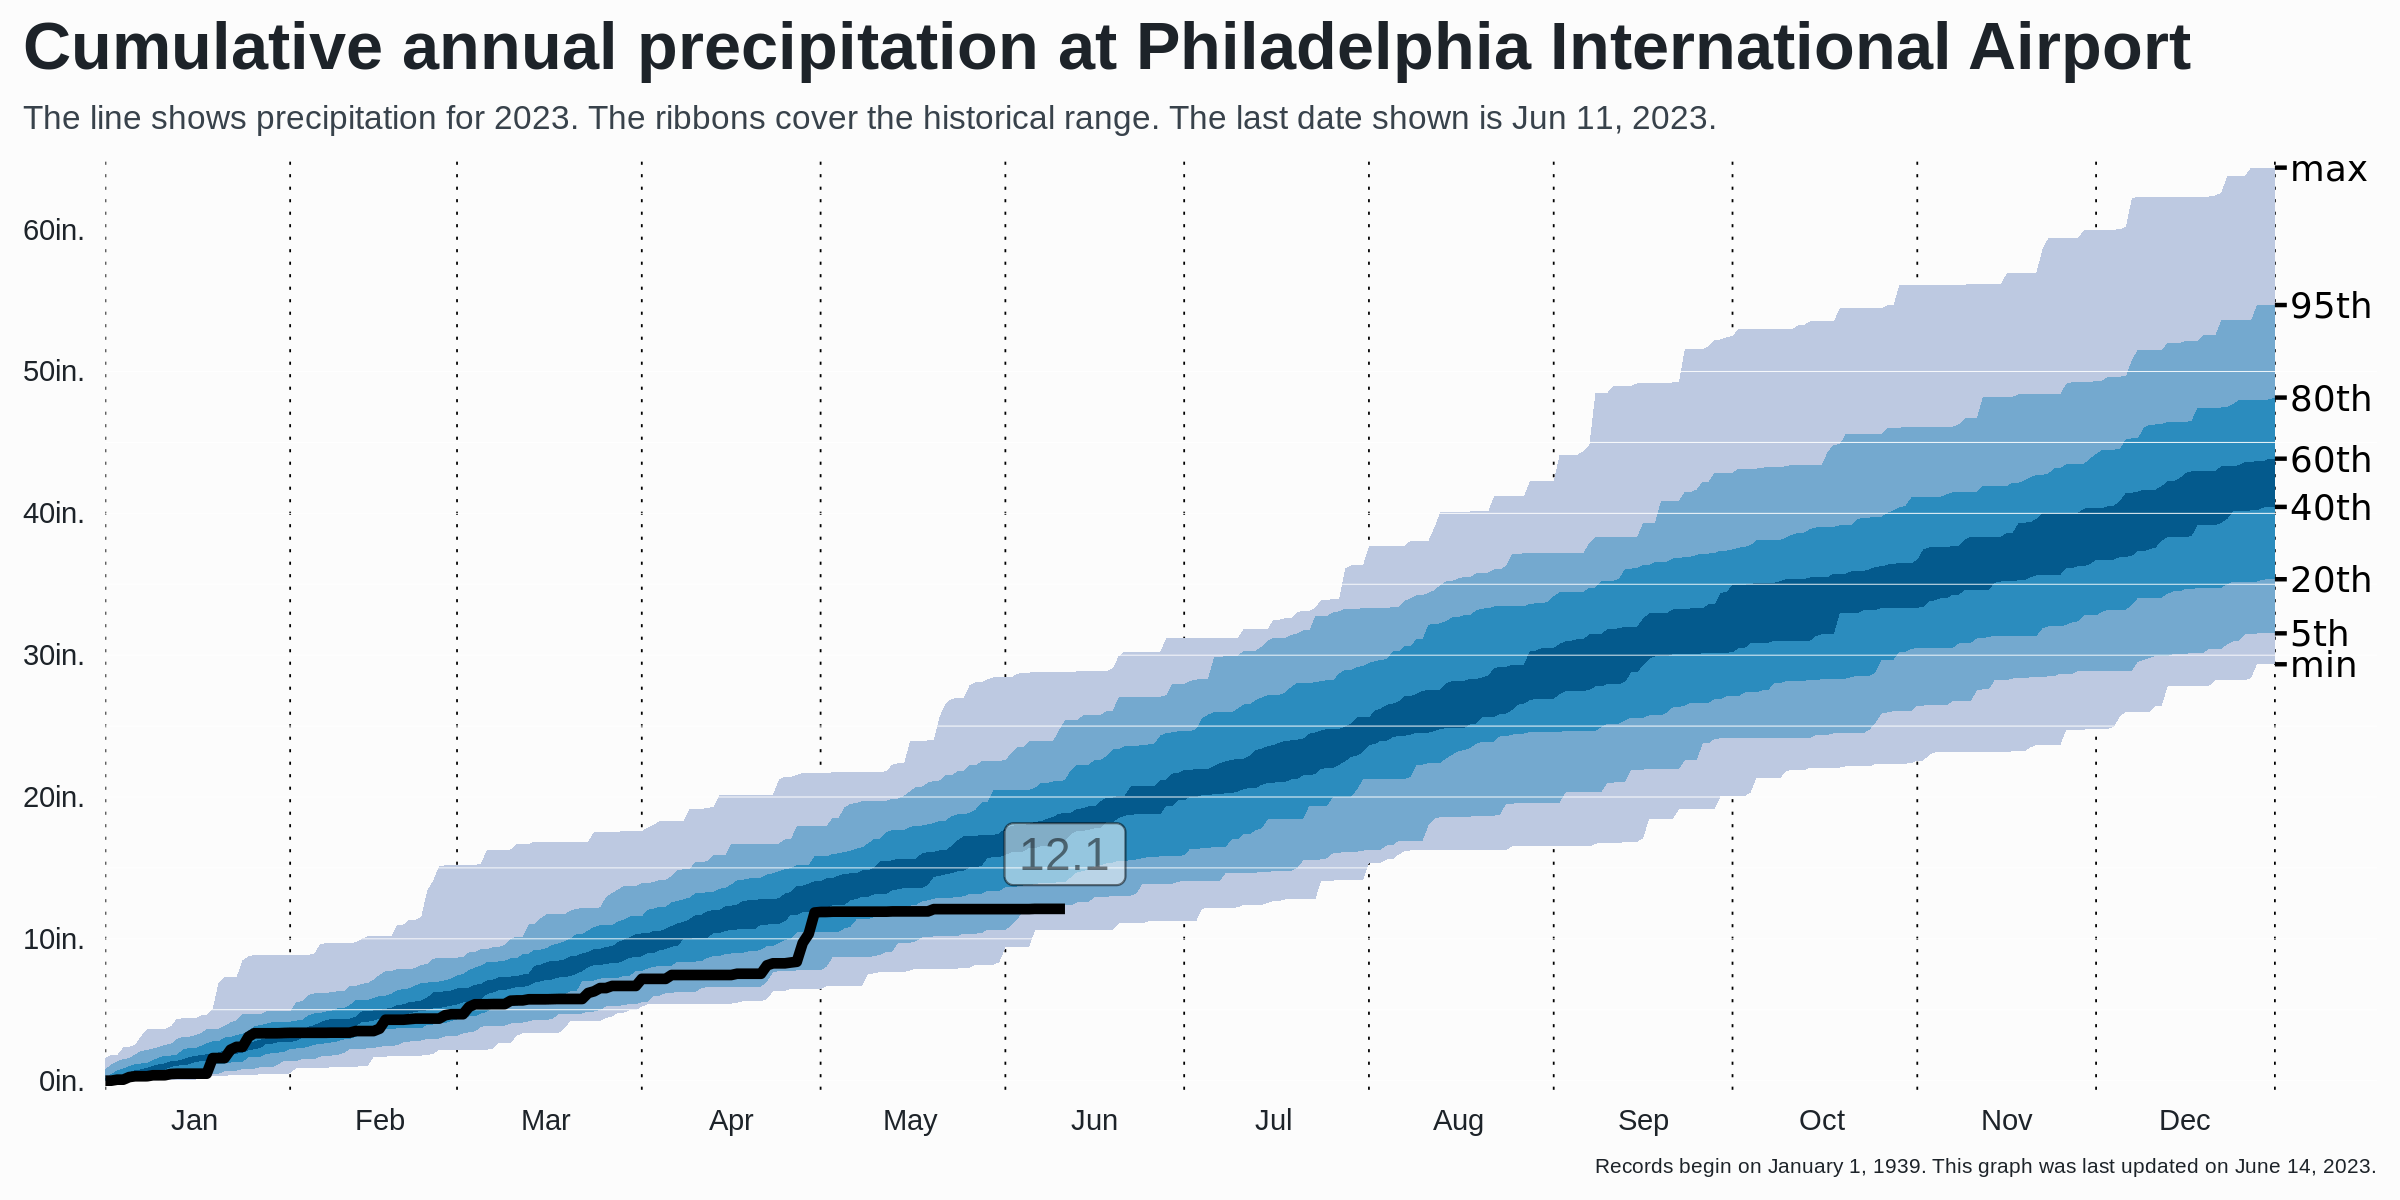 Cumulative annual precipitation at Philadelphia International Airport
The line shows precipitation for 2023. The ribbons cover the historical range. The last date shown is Jun 11, 2023.
max
60in.
95th
50in.
80th
60th
40in.
40th
20th
5th
30in.
min
20in.
12.1
10in.
0in.
Jan Feb Mar Apr May Jun Jul Aug Sep Oct Nov Dec
Records begin on January 1, 1939. This graph was last updated on June 14, 2023.